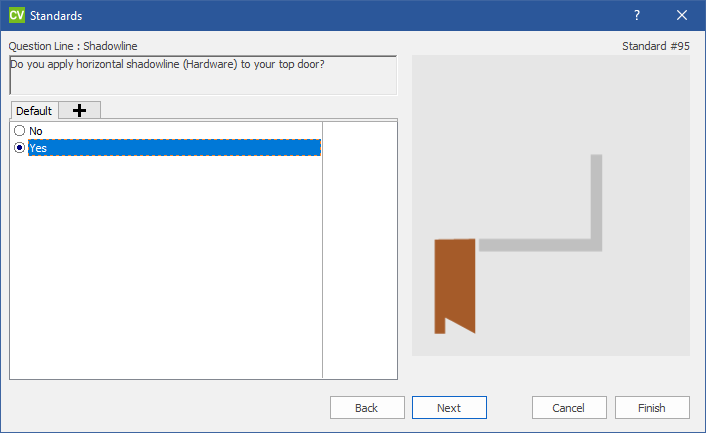 CV Standards
?
Question Line : Shadowline
Standard #95
Do you apply horizontal shadowline (Hardware) to your top door?
Default
No
Yes
Back
Next
Cancel
Finish